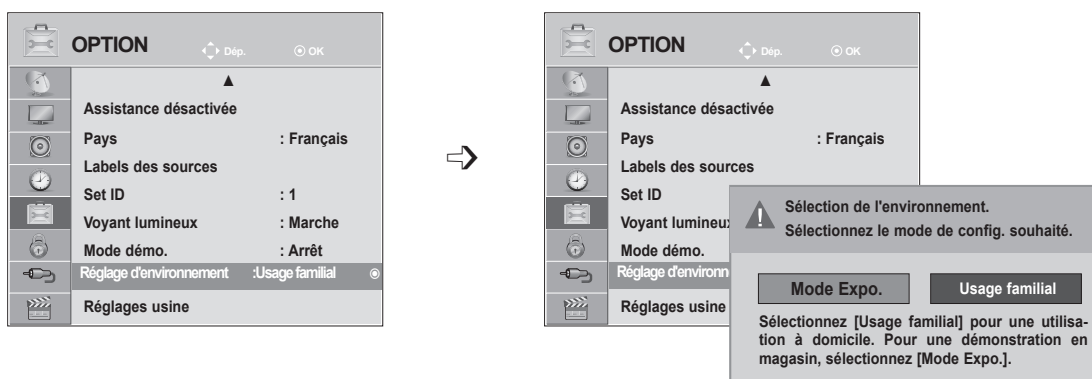 OPTION
Dép.
OK
▲
Assistance désactivée
Pays : Français
Labels des sources
Set ID : 1
Voyant lumineux : Marche
Mode démo. : Arrêt
Réglage d'environnement :Usage familial
Réglages usine
OPTION
Dép.
OK
▲
Assistance désactivée
Pays : Français
Labels des sources
Set ID
Voyant lumineux
Mode démo.
Réglage d'environn
Réglages usine
Sélection de l'environnement.
Sélectionnez le mode de config. souhaité.
Mode Expo.
Usage familial
Sélectionnez [Usage familial] pour une utilisa-
tion à domicile. Pour une démonstration en
magasin, sélectionnez [Mode Expo.].